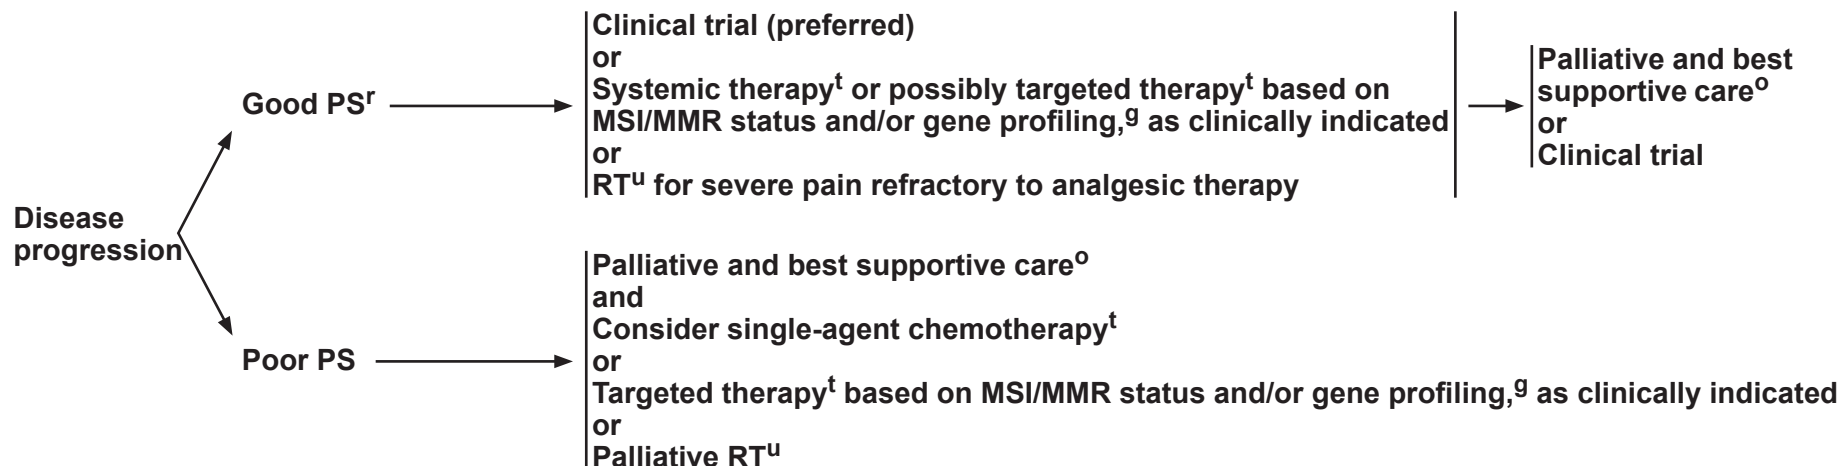 Disease
progression
Good PSʳ
Clinical trial (preferred)
or
Systemic therapyᵗ or possibly targeted therapyᵗ based on
MSI/MMR status and/or gene profiling,ᵍ as clinically indicated
or
RTᵘ for severe pain refractory to analgesic therapy
Palliative and best
supportive careᵒ
or
Clinical trial
Poor PS
Palliative and best supportive careᵒ
and
Consider single-agent chemotherapyᵗ
or
Targeted therapyᵗ based on MSI/MMR status and/or gene profiling,ᵍ as clinically indicated
or
Palliative RTᵘ